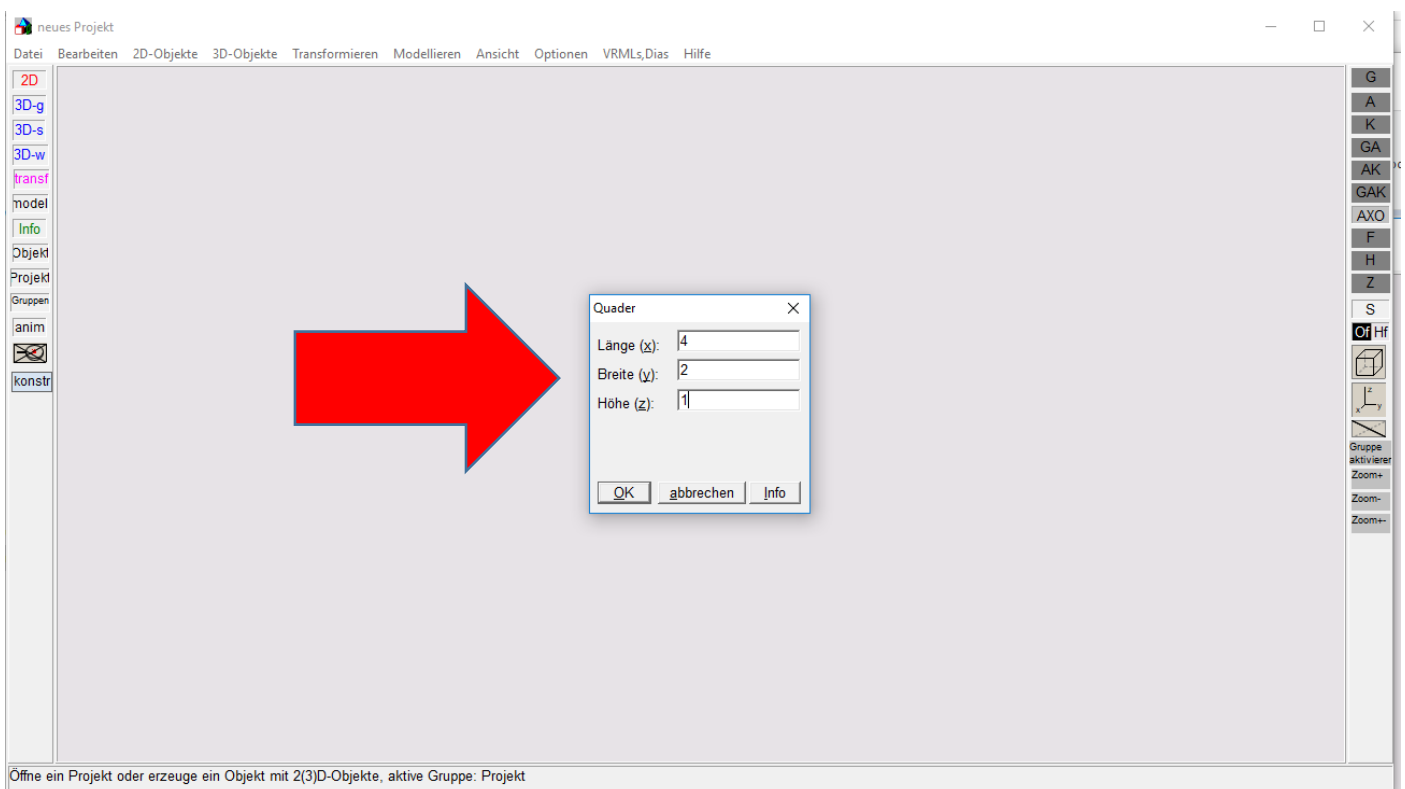 neues Projekt
Datei Bearbeiten 2D-Objekte 3D-Objekte Transformieren Modellieren Ansicht Optionen VRMLs,Dias Hilfe
2D
3D-g
3D-s
3D-w
transf
model
Info
Objekt
Projekt
Gruppen
anim
konstr
Quader
Länge (x): 4
Breite (y): 2
Höhe (z): 1
OK abbrechen Info
G
A
K
GA
AK
GAK
AXO
F
H
Z
S
Of Hf
z
x y
Gruppe
aktivieren
Zoom+
Zoom-
Zoom+-
Öffne ein Projekt oder erzeuge ein Objekt mit 2(3)D-Objekte, aktive Gruppe: Projekt